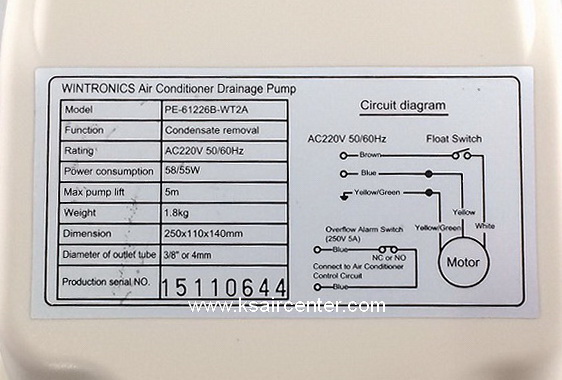 WINTRONICS Air Conditioner Drainage Pump
Model PE-61226B-WT2A
Function Condensate removal
Rating AC220V 50/60Hz
Power consumption 58/55W
Max pump lift 5m
Weight 1.8kg
Dimension 250x110x140mm
Diameter of outlet tube 3/8" or 4mm
Production serial NO. 15110644
Circuit diagram
AC220V 50/60Hz Float Switch
Brown
Blue
Yellow/Green
Yellow
Yellow/Green White
Overflow Alarm Switch
(250V 5A)
Blue
NC or NO
Motor
Connect to Air Conditioner
Control Circuit
Blue
www.ksaircenter.com